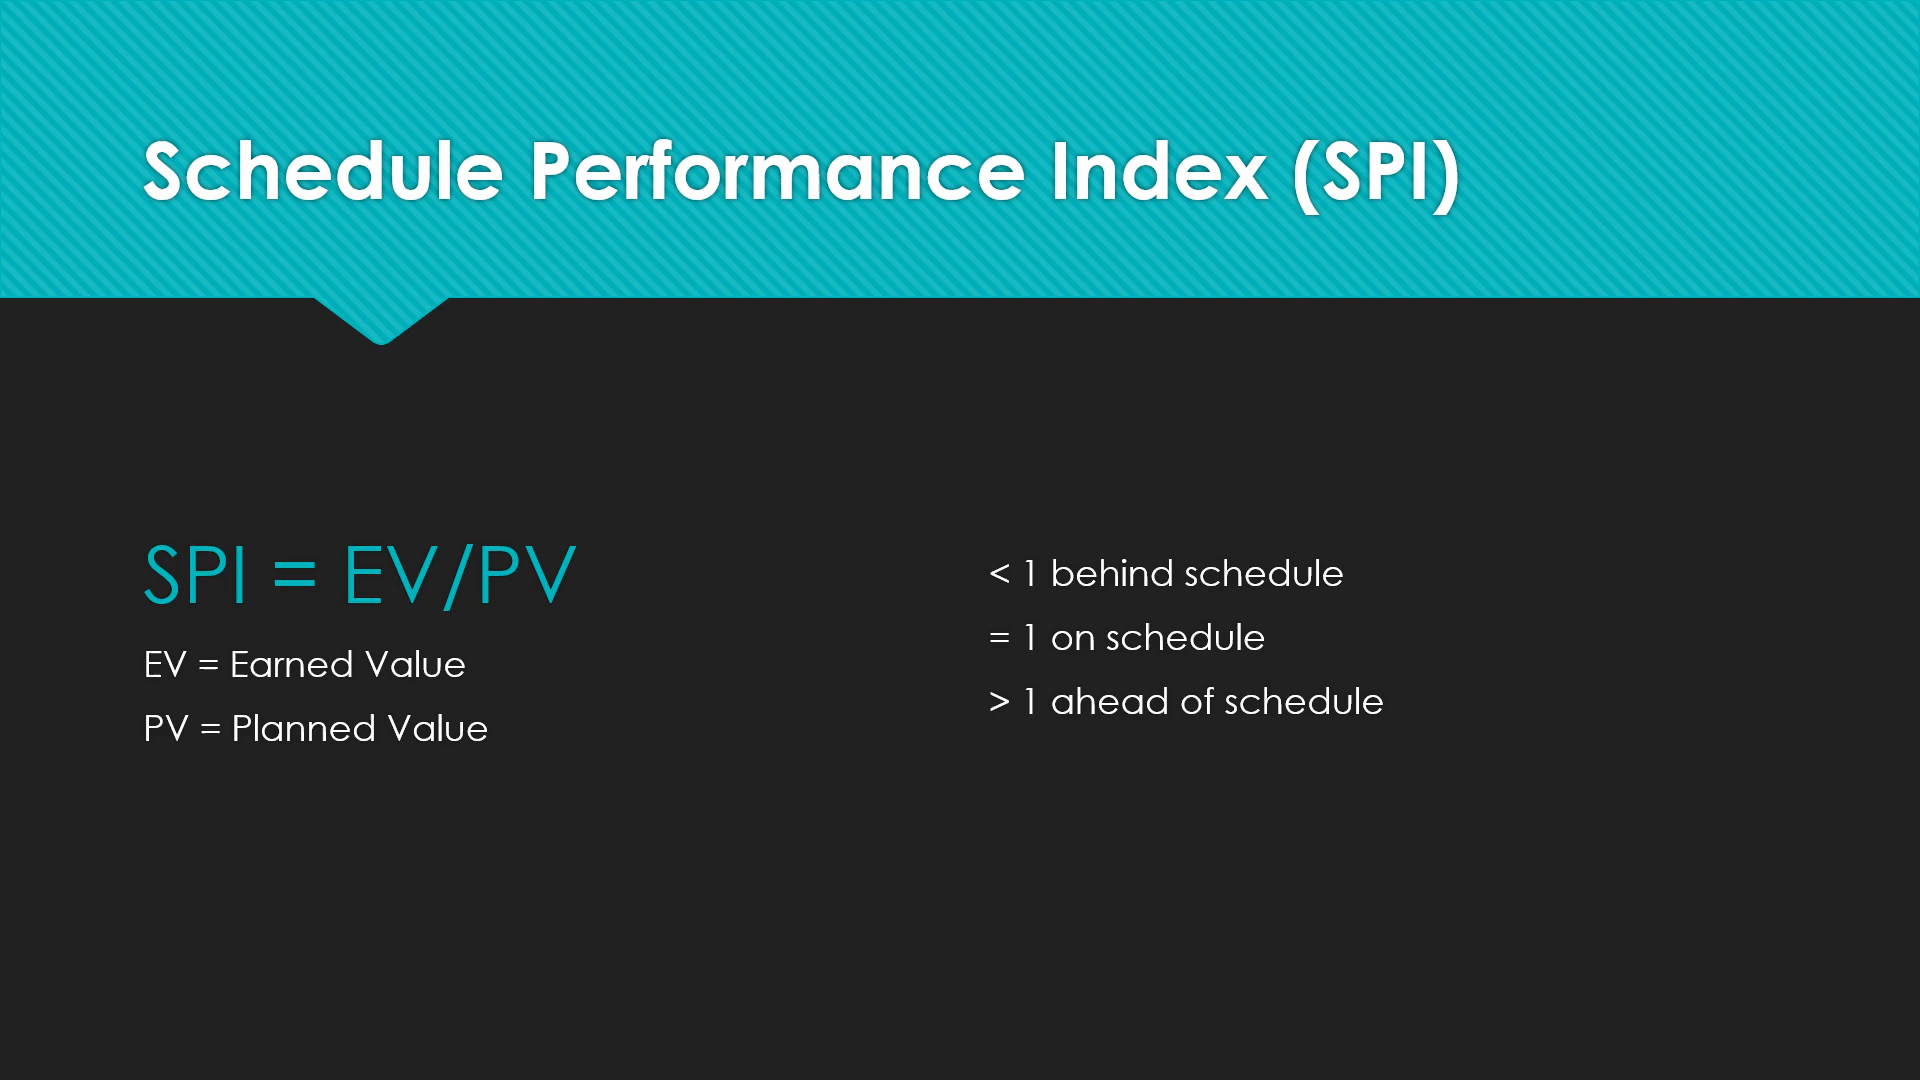 Schedule Performance Index (SPI)
SPI = EV/PV
EV = Earned Value
PV = Planned Value
< 1 behind schedule
= 1 on schedule
> 1 ahead of schedule